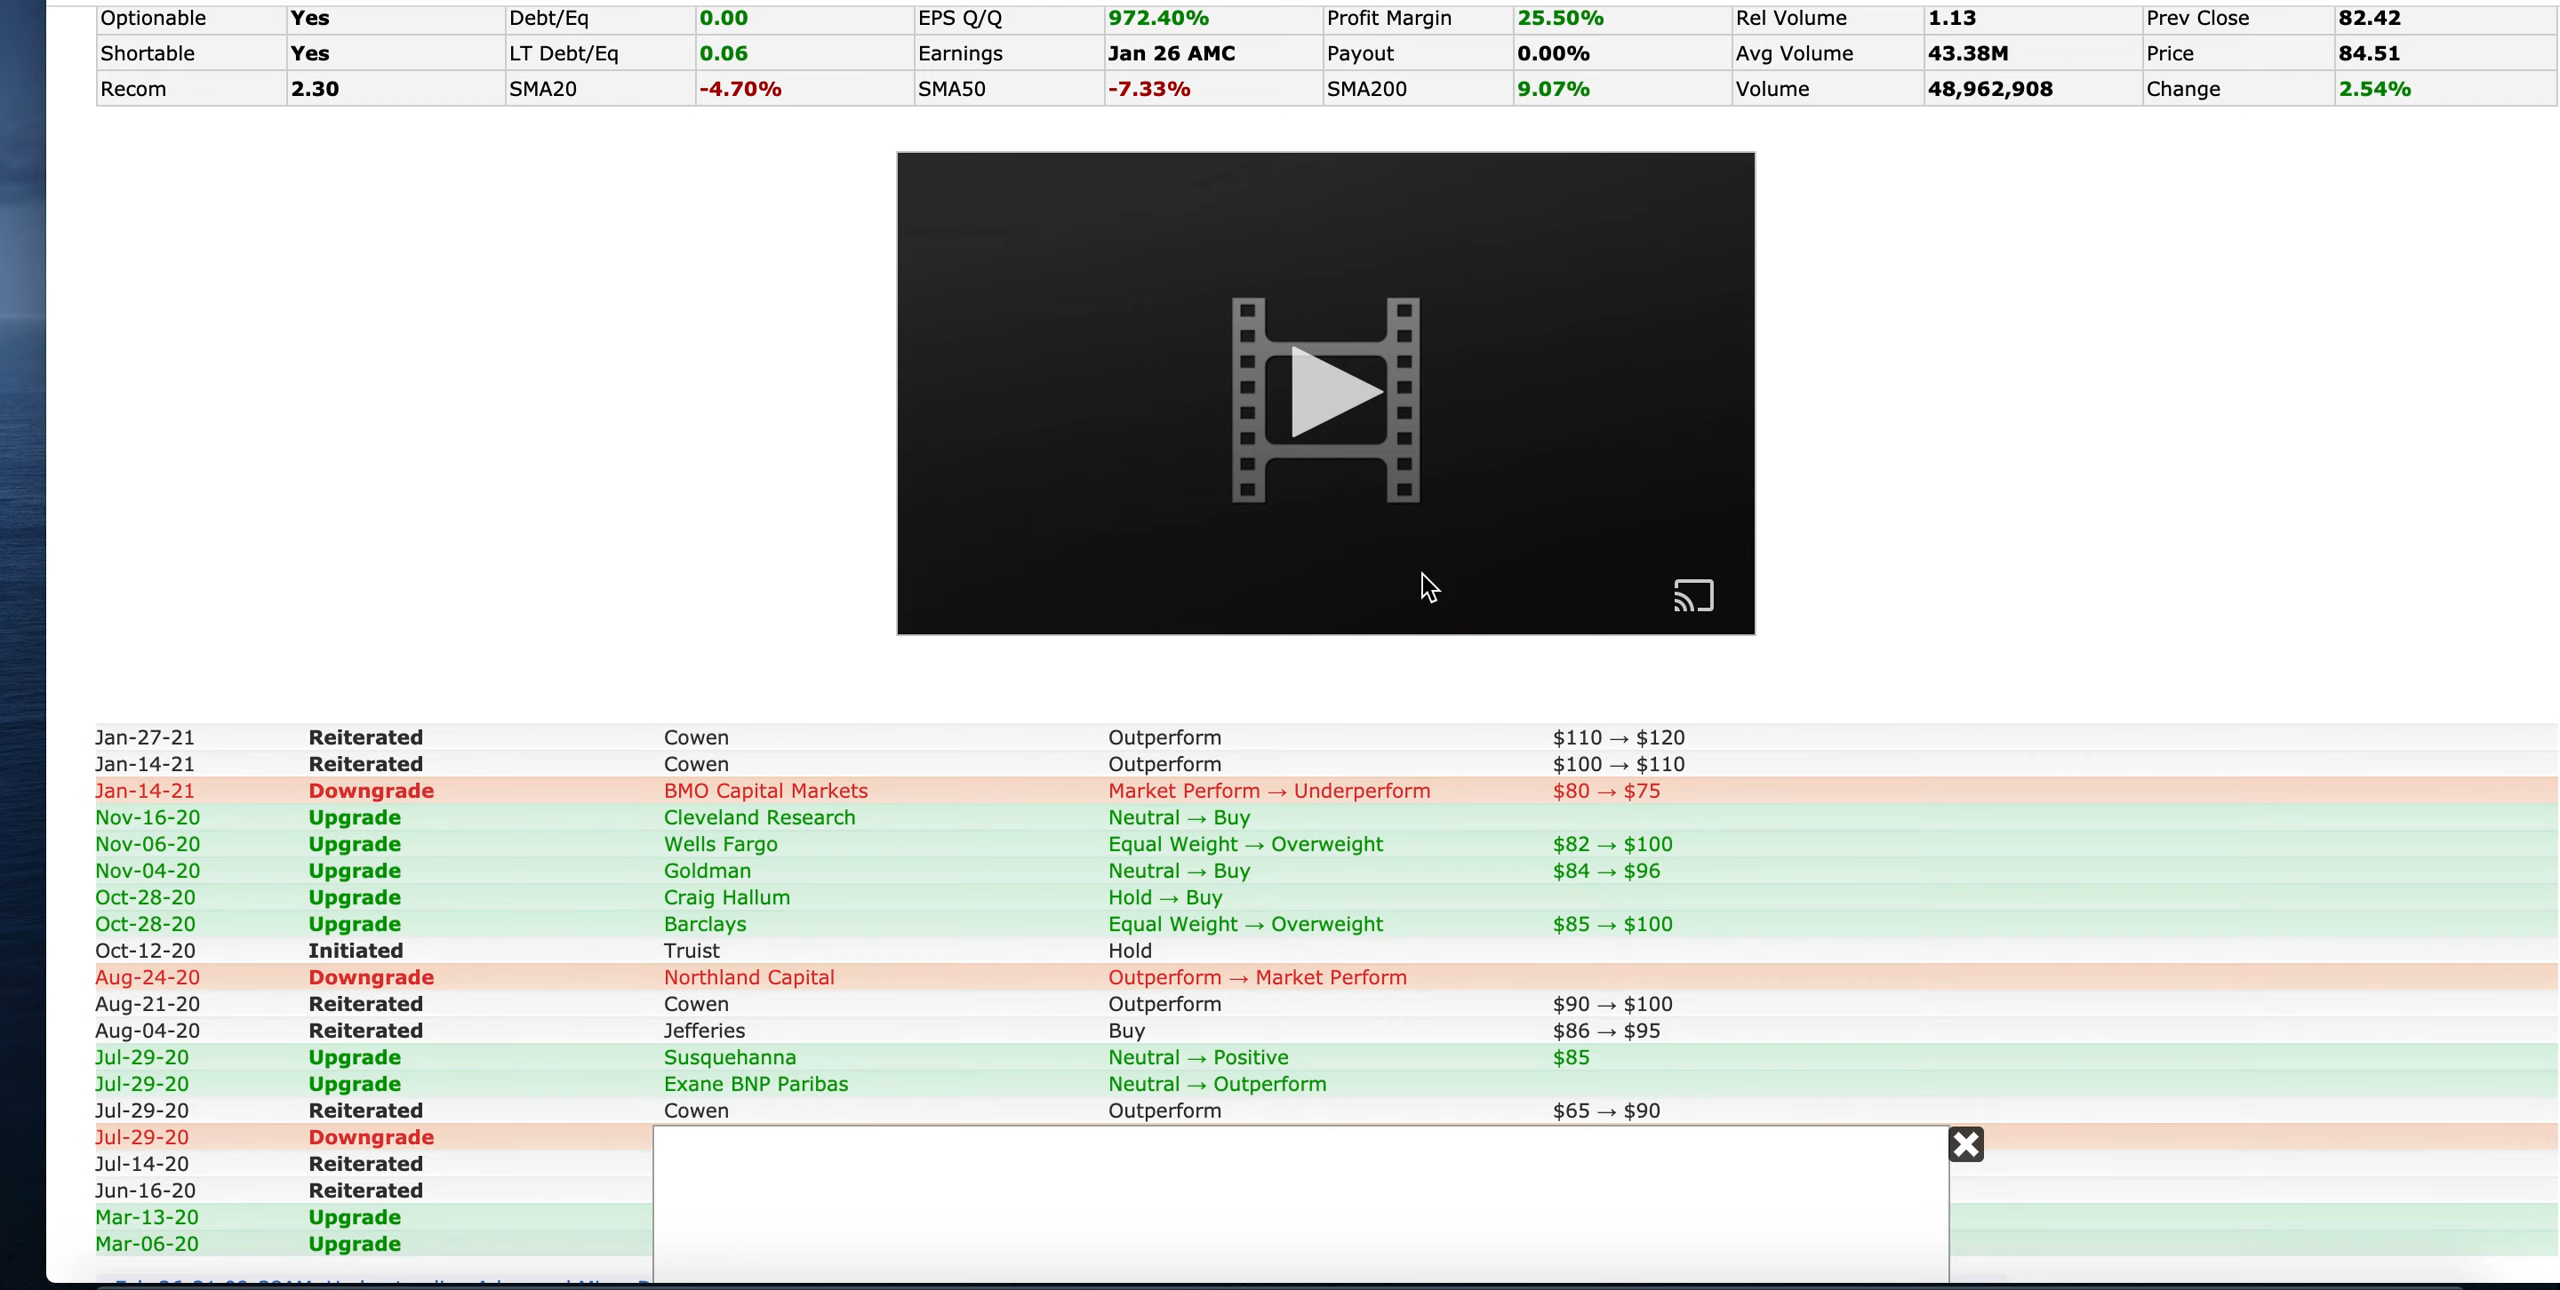 Optionable Yes Debt/Eq 0.00 EPS Q/Q 972.40% Profit Margin 25.50% Rel Volume 1.13 Prev Close 82.42
Shortable Yes LT Debt/Eq 0.06 Earnings Jan 26 AMC Payout 0.00% Avg Volume 43.38M Price 84.51
Recom 2.30 SMA20 -4.70% SMA50 -7.33% SMA200 9.07% Volume 48,962,908 Change 2.54%
Jan-27-21 Reiterated Cowen Outperform $110 → $120
Jan-14-21 Reiterated Cowen Outperform $100 → $110
Jan-14-21 Downgrade BMO Capital Markets Market Perform → Underperform $80 → $75
Nov-16-20 Upgrade Cleveland Research Neutral → Buy
Nov-06-20 Upgrade Wells Fargo Equal Weight → Overweight $82 → $100
Nov-04-20 Upgrade Goldman Neutral → Buy $84 → $96
Oct-28-20 Upgrade Craig Hallum Hold → Buy
Oct-28-20 Upgrade Barclays Equal Weight → Overweight $85 → $100
Oct-12-20 Initiated Truist Hold
Aug-24-20 Downgrade Northland Capital Outperform → Market Perform
Aug-21-20 Reiterated Cowen Outperform $90 → $100
Aug-04-20 Reiterated Jefferies Buy $86 → $95
Jul-29-20 Upgrade Susquehanna Neutral → Positive $85
Jul-29-20 Upgrade Exane BNP Paribas Neutral → Outperform
Jul-29-20 Reiterated Cowen Outperform $65 → $90
Jul-29-20 Downgrade
Jul-14-20 Reiterated
Jun-16-20 Reiterated
Mar-13-20 Upgrade
Mar-06-20 Upgrade